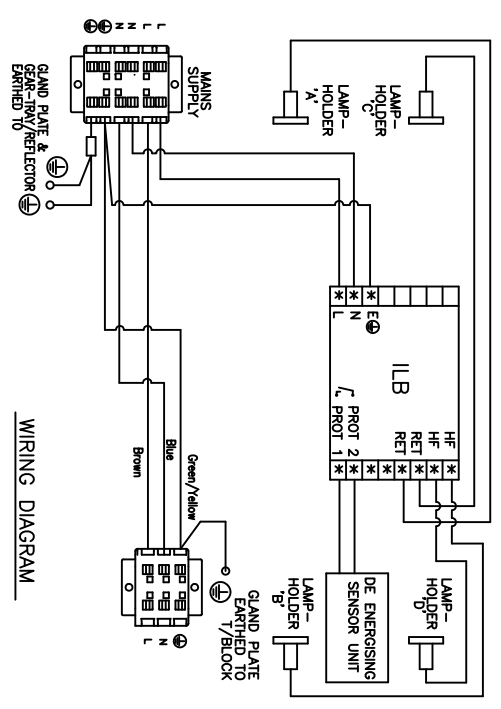 L
L
N
N
MAINS
SUPPLY
GLAND PLATE &
GEAR-TRAY/REFLECTOR
EARTHED TO
LAMP-
HOLDER
'A'
LAMP-
HOLDER
'C'
L
N
E
ILB
PROT 1
PROT 2
RET
RET
HF
HF
Brown
Blue
Green/Yellow
L
N
GLAND PLATE
EARTHED TO
T/BLOCK
LAMP-
HOLDER
'B'
DE ENERGISING
SENSOR UNIT
LAMP-
HOLDER
'D'
WIRING DIAGRAM